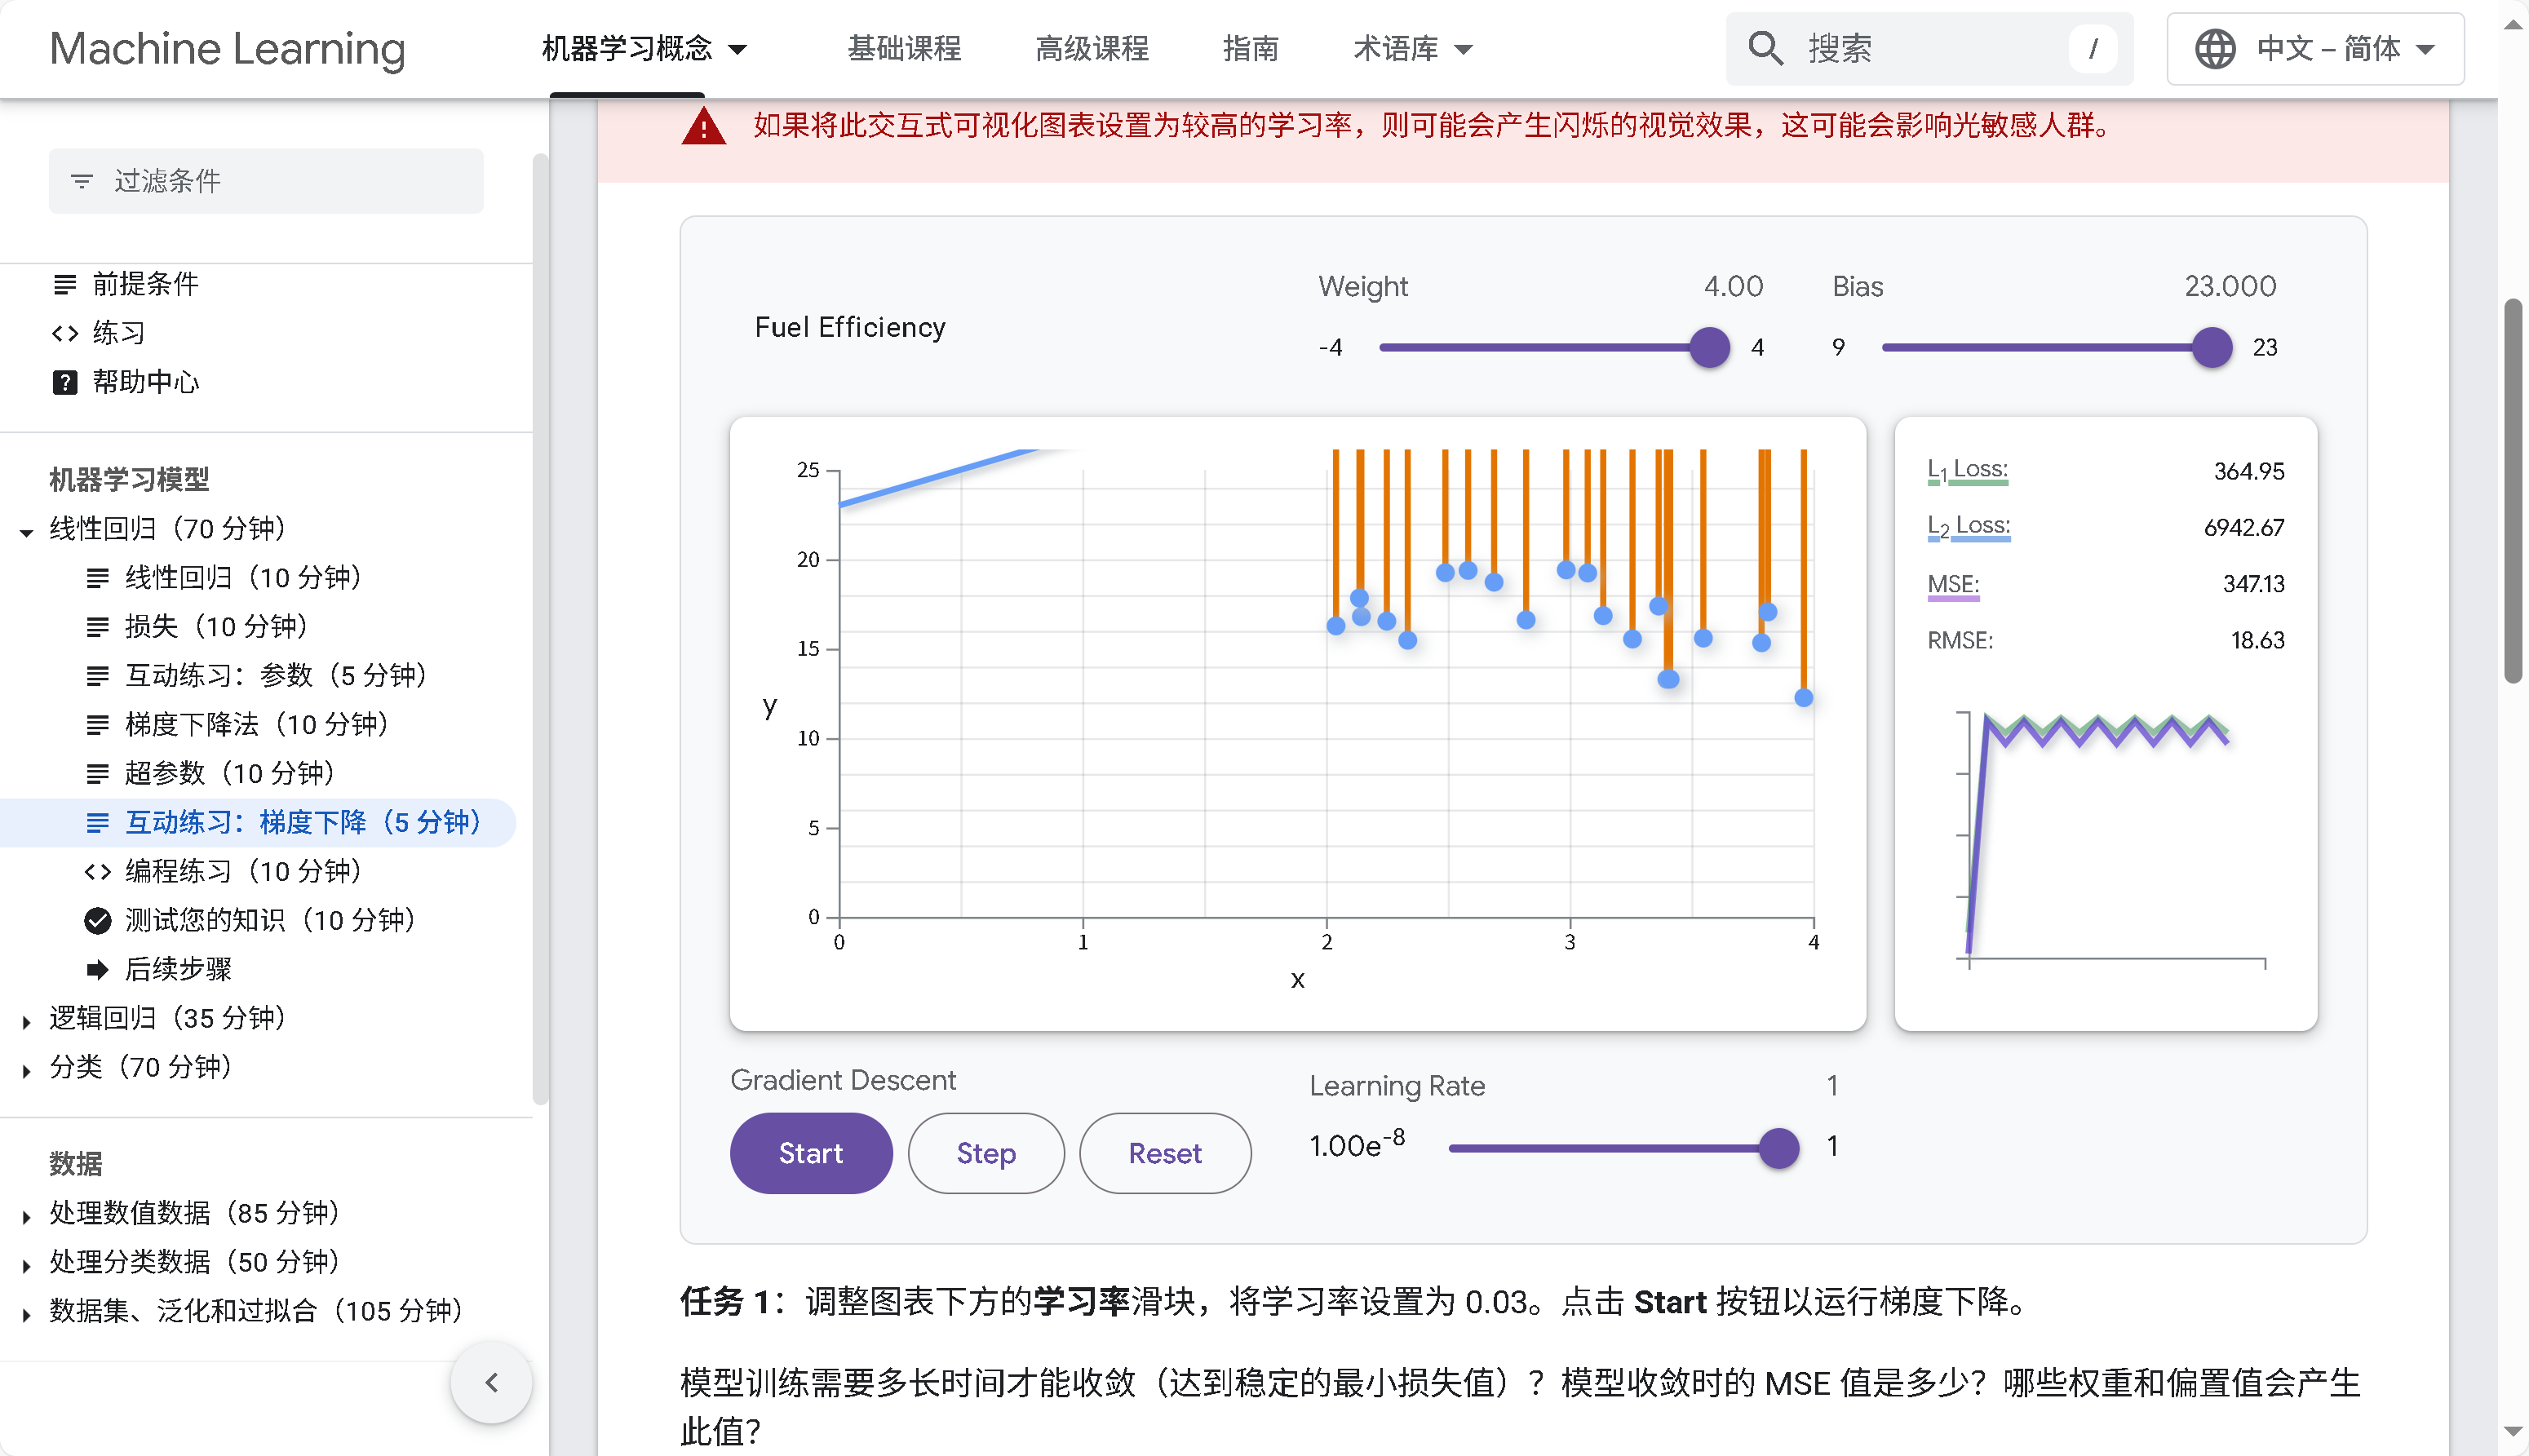 Machine Learning
机器学习概念
基础课程
高级课程
指南
术语库
搜索
/
中文 – 简体
过滤条件
前提条件
练习
帮助中心
机器学习模型
线性回归（70 分钟）
线性回归（10 分钟）
损失（10 分钟）
互动练习：参数（5 分钟）
梯度下降法（10 分钟）
超参数（10 分钟）
互动练习：梯度下降（5 分钟）
编程练习（10 分钟）
测试您的知识（10 分钟）
后续步骤
逻辑回归（35 分钟）
分类（70 分钟）
数据
处理数值数据（85 分钟）
处理分类数据（50 分钟）
数据集、泛化和过拟合（105 分钟）
如果将此交互式可视化图表设置为较高的学习率，则可能会产生闪烁的视觉效果，这可能会影响光敏感人群。
Fuel Efficiency
Weight 4.00
-4 4
Bias 23.000
9 23
25
20
15
10
5
0
y
0 1 2 3 4
x
L1 Loss: 364.95
L2 Loss: 6942.67
MSE: 347.13
RMSE: 18.63
Gradient Descent
Start
Step
Reset
Learning Rate 1
1.00e-8 1
任务 1：调整图表下方的学习率滑块，将学习率设置为 0.03。点击 Start 按钮以运行梯度下降。
模型训练需要多长时间才能收敛（达到稳定的最小损失值）？模型收敛时的 MSE 值是多少？哪些权重和偏置值会产生
此值？